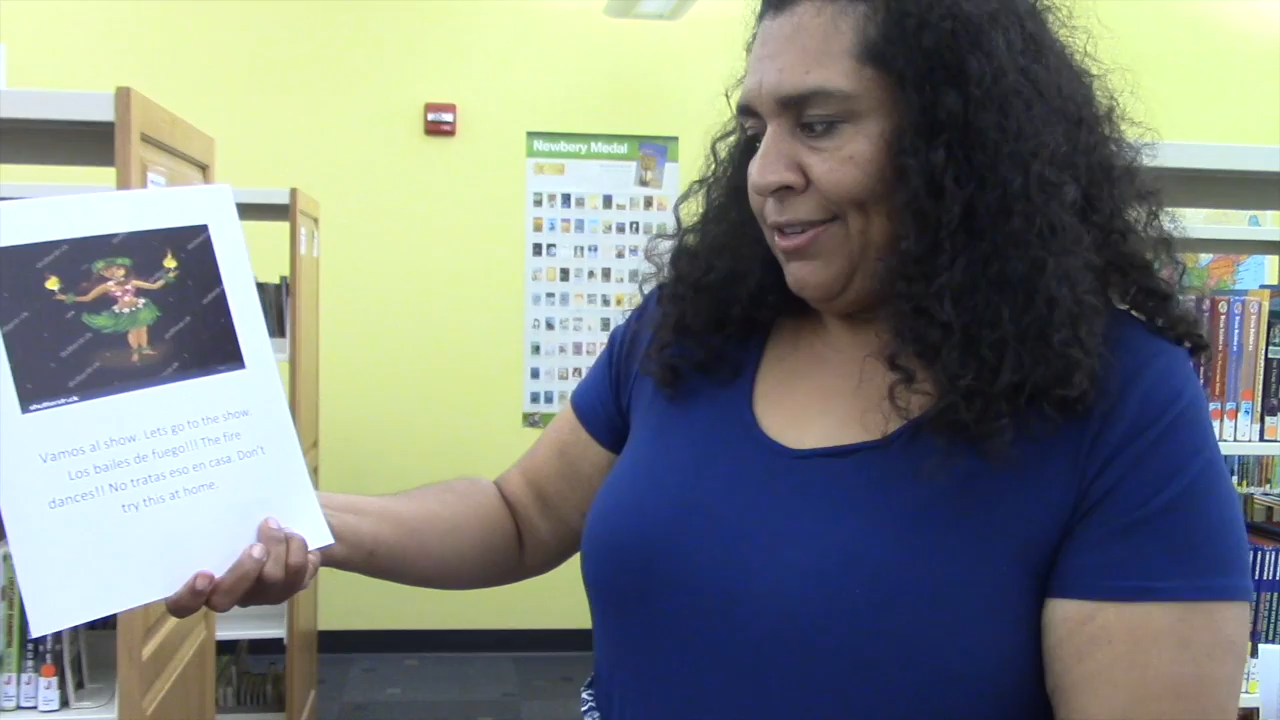 Newbery Medal
shutterstock
Vamos al show. Lets go to the show.
Los bailes de fuego!!! The fire
dances!! No tratas eso en casa. Don't
try this at home.